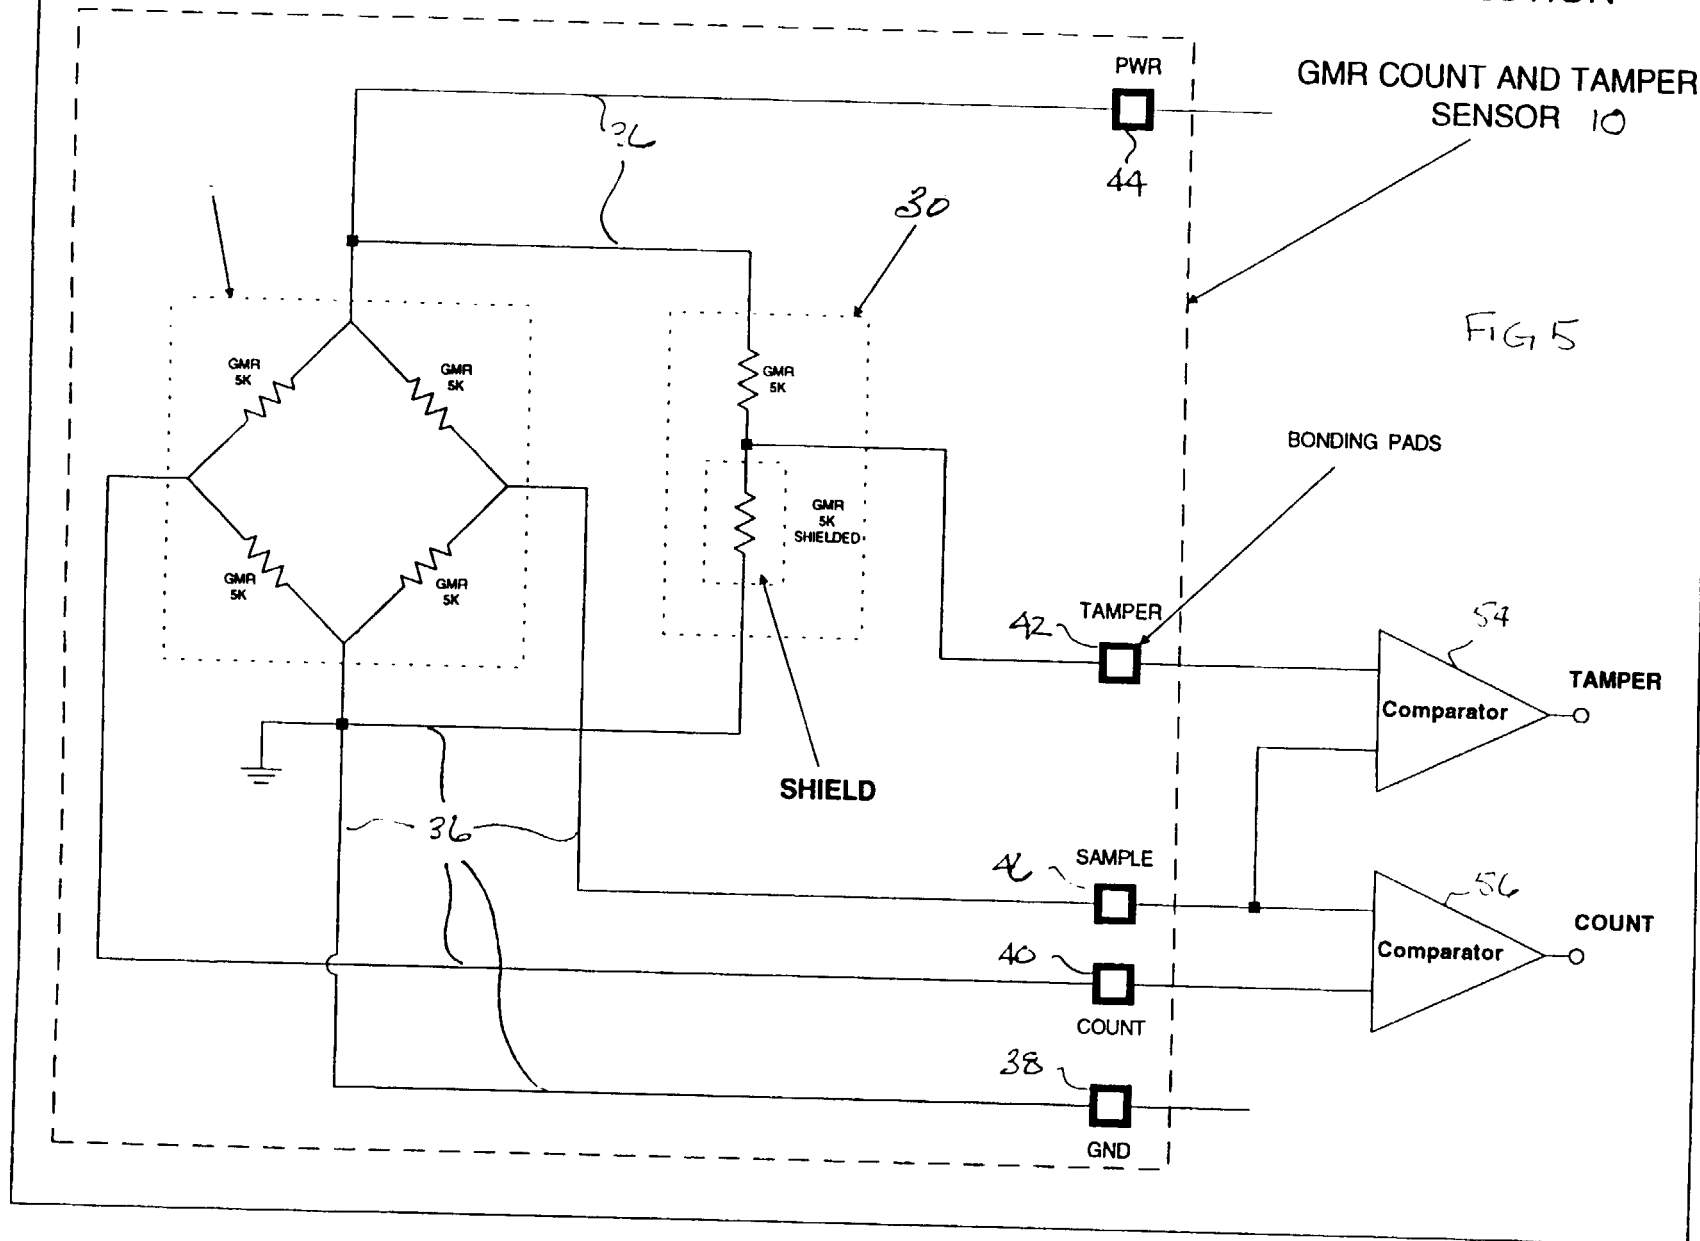 PWR
GMR COUNT AND TAMPER
SENSOR 10
44
30
FIG 5
GMR
5K
GMR
5K
GMR
5K
BONDING PADS
GMR
5K
SHIELDED
GMR
5K
GMR
5K
TAMPER
42
54
TAMPER
Comparator
SHIELD
36
SAMPLE
46
56
COUNT
Comparator
40
COUNT
38
GND